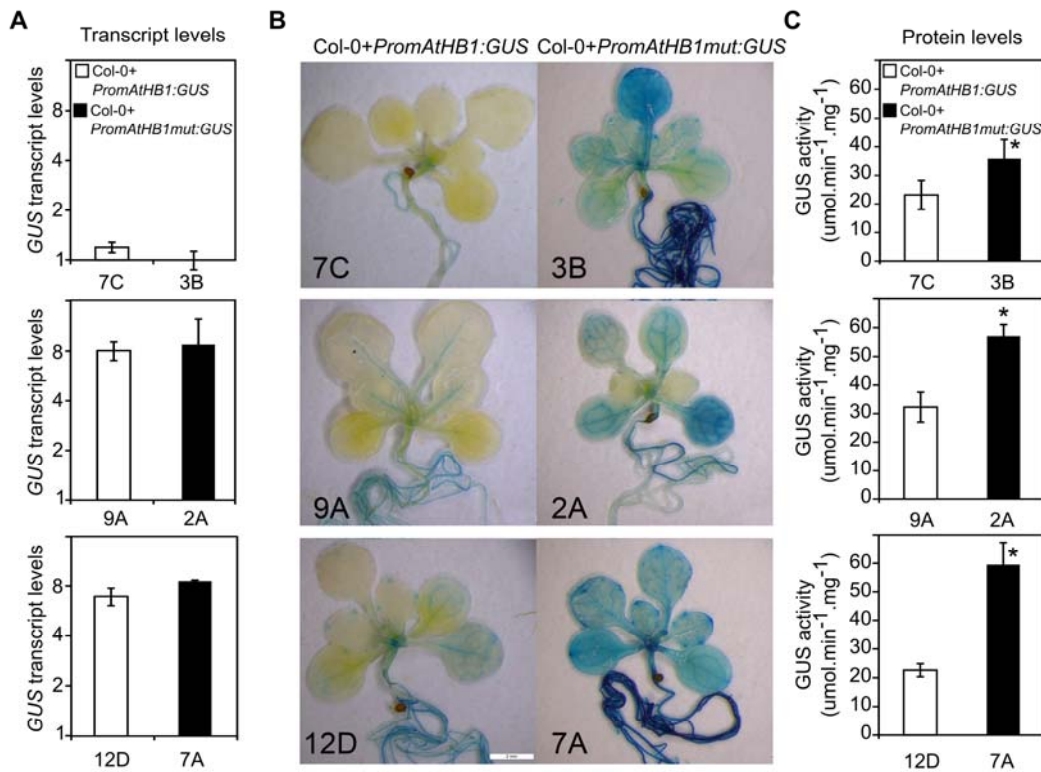 A
Transcript levels
GUS transcript levels
Col-0+
PromAtHB1:GUS
Col-0+
PromAtHB1mut:GUS
8
4
2
1
7C 3B
GUS transcript levels
8
4
2
1
9A 2A
GUS transcript levels
8
4
2
1
12D 7A
B
Col-0+PromAtHB1:GUS Col-0+PromAtHB1mut:GUS
7C 3B
9A 2A
12D 7A
2 mm
C
Protein levels
GUS activity
(umol.min-1.mg-1)
Col-0+
PromAtHB1:GUS
Col-0+
PromAtHB1mut:GUS
*
60
50
40
30
20
10
0
7C 3B
GUS activity
(umol.min-1.mg-1)
*
60
50
40
30
20
10
0
9A 2A
GUS activity
(umol.min-1.mg-1)
*
60
50
40
30
20
10
0
12D 7A